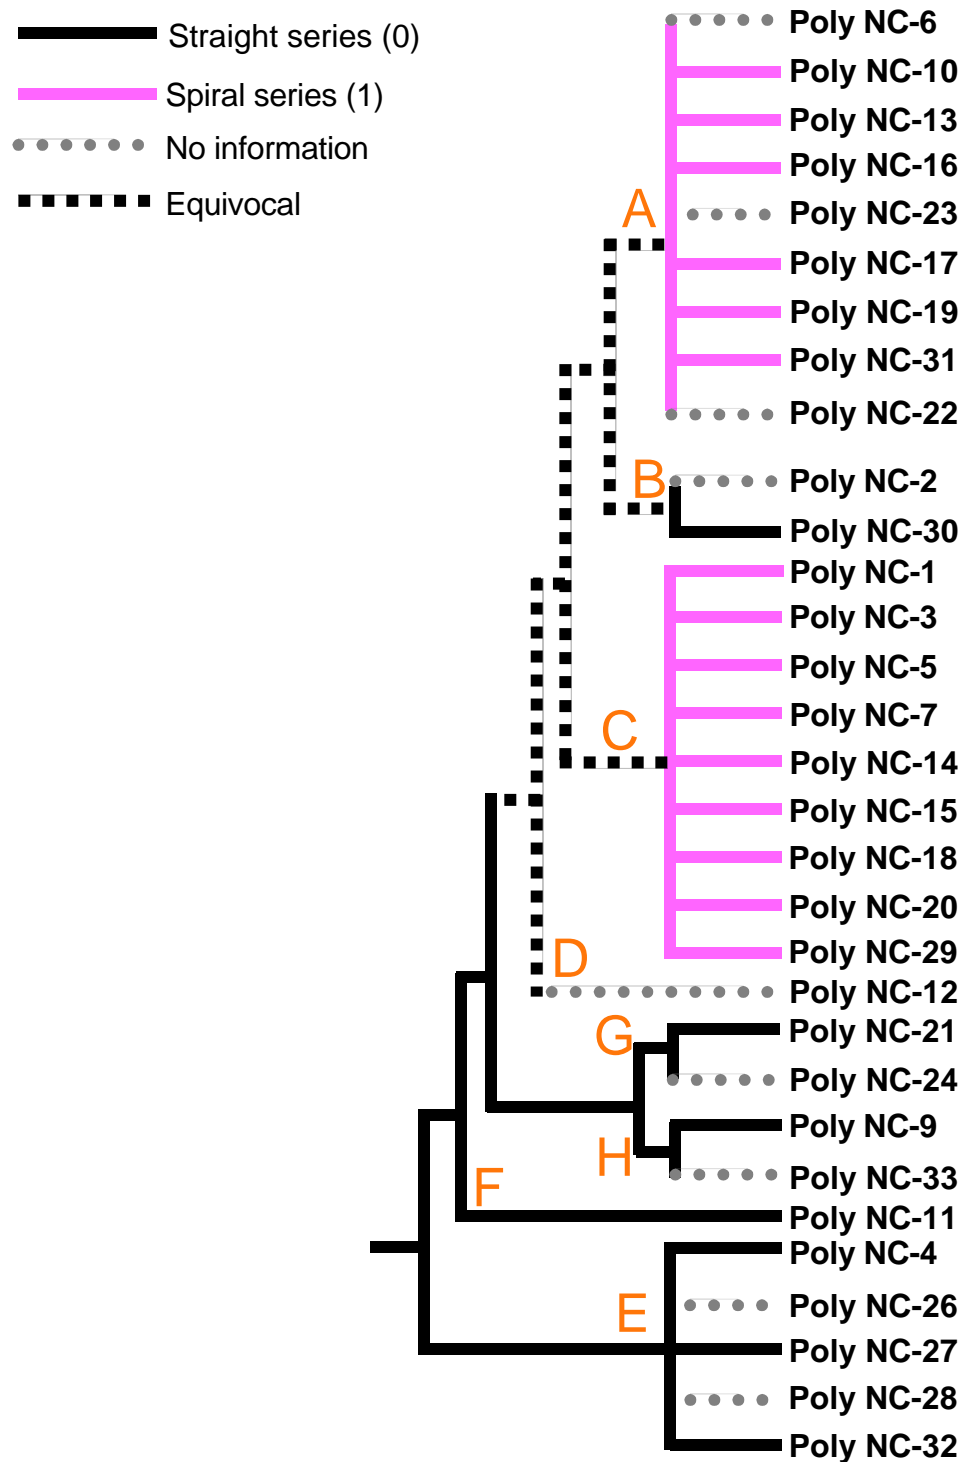 Straight series (0)
Spiral series (1)
No information
Equivocal
Poly NC-6
Poly NC-10
Poly NC-13
Poly NC-16
A
Poly NC-23
Poly NC-17
Poly NC-19
Poly NC-31
Poly NC-22
B
Poly NC-2
Poly NC-30
Poly NC-1
Poly NC-3
Poly NC-5
Poly NC-7
C
Poly NC-14
Poly NC-15
Poly NC-18
Poly NC-20
Poly NC-29
D
Poly NC-12
G
Poly NC-21
Poly NC-24
Poly NC-9
H
Poly NC-33
F
Poly NC-11
Poly NC-4
E
Poly NC-26
Poly NC-27
Poly NC-28
Poly NC-32